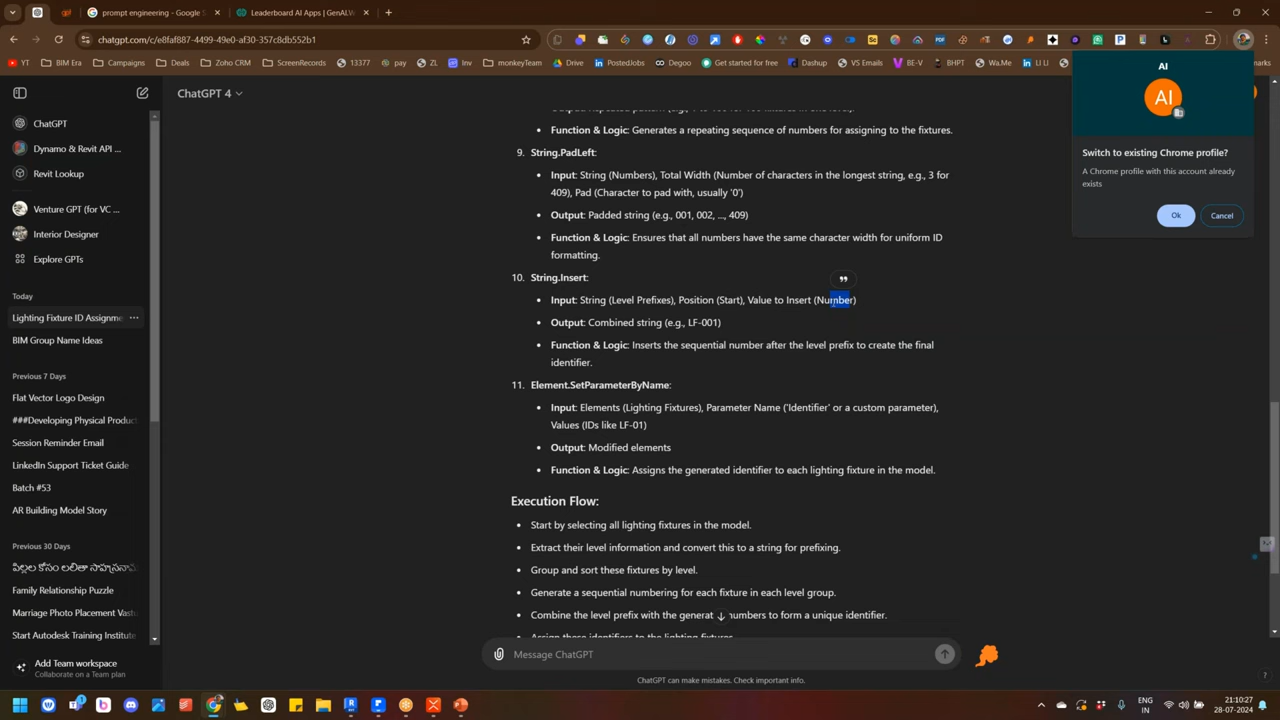 prompt engineering - Google S
Leaderboard AI Apps | GenAI.W
chatgpt.com/c/e8faf887-4499-49e0-af30-357c8db552b1
YT
BIM Era
Campaigns
Deals
Zoho CRM
ScreenRecords
13377
pay
ZL
Inv
monkeyTeam
Drive
PostedJobs
Degoo
Get started for free
Dashup
VS Emails
BE-V
BHPT
Wa.Me
LI LI
ChatGPT 4
AI
AI
Switch to existing Chrome profile?
A Chrome profile with this account already
exists
Ok
Cancel
ChatGPT
Dynamo & Revit API ...
Revit Lookup
Venture GPT (for VC ...
Interior Designer
Explore GPTs
Today
Lighting Fixture ID Assignme
BIM Group Name Ideas
Previous 7 Days
Flat Vector Logo Design
###Developing Physical Product
Session Reminder Email
LinkedIn Support Ticket Guide
Batch #53
AR Building Model Story
Previous 30 Days
పిల్లల కోసం లలితా సాహస్రనామ
Family Relationship Puzzle
Marriage Photo Placement Vastu
Start Autodesk Training Institute
Add Team workspace
Collaborate on a Team plan
• Function & Logic: Generates a repeating sequence of numbers for assigning to the fixtures.
9. String.PadLeft:
• Input: String (Numbers), Total Width (Number of characters in the longest string, e.g., 3 for
409), Pad (Character to pad with, usually '0')
• Output: Padded string (e.g., 001, 002, ..., 409)
• Function & Logic: Ensures that all numbers have the same character width for uniform ID
formatting.
10. String.Insert:
• Input: String (Level Prefixes), Position (Start), Value to Insert (Number)
• Output: Combined string (e.g., LF-001)
• Function & Logic: Inserts the sequential number after the level prefix to create the final
identifier.
11. Element.SetParameterByName:
• Input: Elements (Lighting Fixtures), Parameter Name ('Identifier' or a custom parameter),
Values (IDs like LF-01)
• Output: Modified elements
• Function & Logic: Assigns the generated identifier to each lighting fixture in the model.
Execution Flow:
• Start by selecting all lighting fixtures in the model.
• Extract their level information and convert this to a string for prefixing.
• Group and sort these fixtures by level.
• Generate a sequential numbering for each fixture in each level group.
• Combine the level prefix with the generat numbers to form a unique identifier.
• Assign these identifiers to the lighting fixtures.
Message ChatGPT
ChatGPT can make mistakes. Check important info.
ENG
IN
21:10:27
28-07-2024